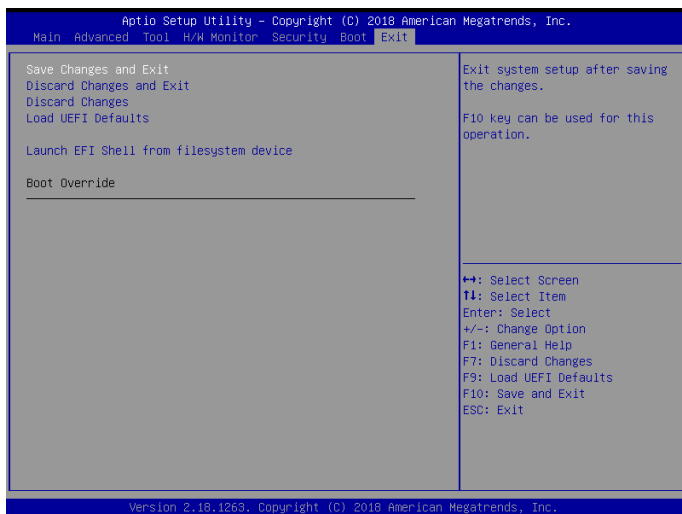 Aptio Setup Utility – Copyright (C) 2018 American Megatrends, Inc.
Main Advanced Tool H/W Monitor Security Boot Exit
Save Changes and Exit
Discard Changes and Exit
Discard Changes
Load UEFI Defaults
Launch EFI Shell from filesystem device
Boot Override
Exit system setup after saving
the changes.
F10 key can be used for this
operation.
↔: Select Screen
↑↓: Select Item
Enter: Select
+/-: Change Option
F1: General Help
F7: Discard Changes
F9: Load UEFI Defaults
F10: Save and Exit
ESC: Exit
Version 2.18.1263. Copyright (C) 2018 American Megatrends, Inc.